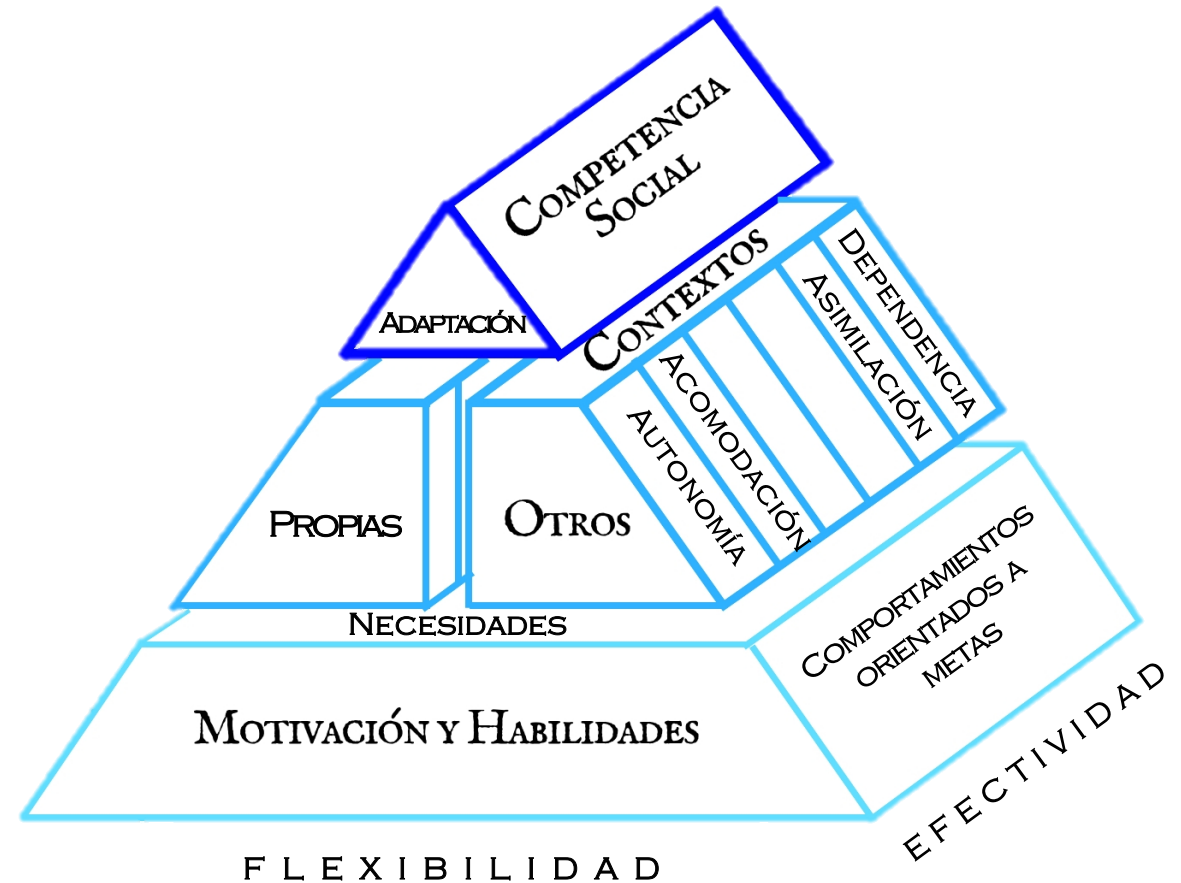 Competencia
Social
Adaptación
Contextos
Dependencia
Asimilación
Acomodación
Autonomía
Propias
Otros
Necesidades
Comportamientos
orientados a
metas
Motivación y Habilidades
EFECTIVIDAD
FLEXIBILIDAD